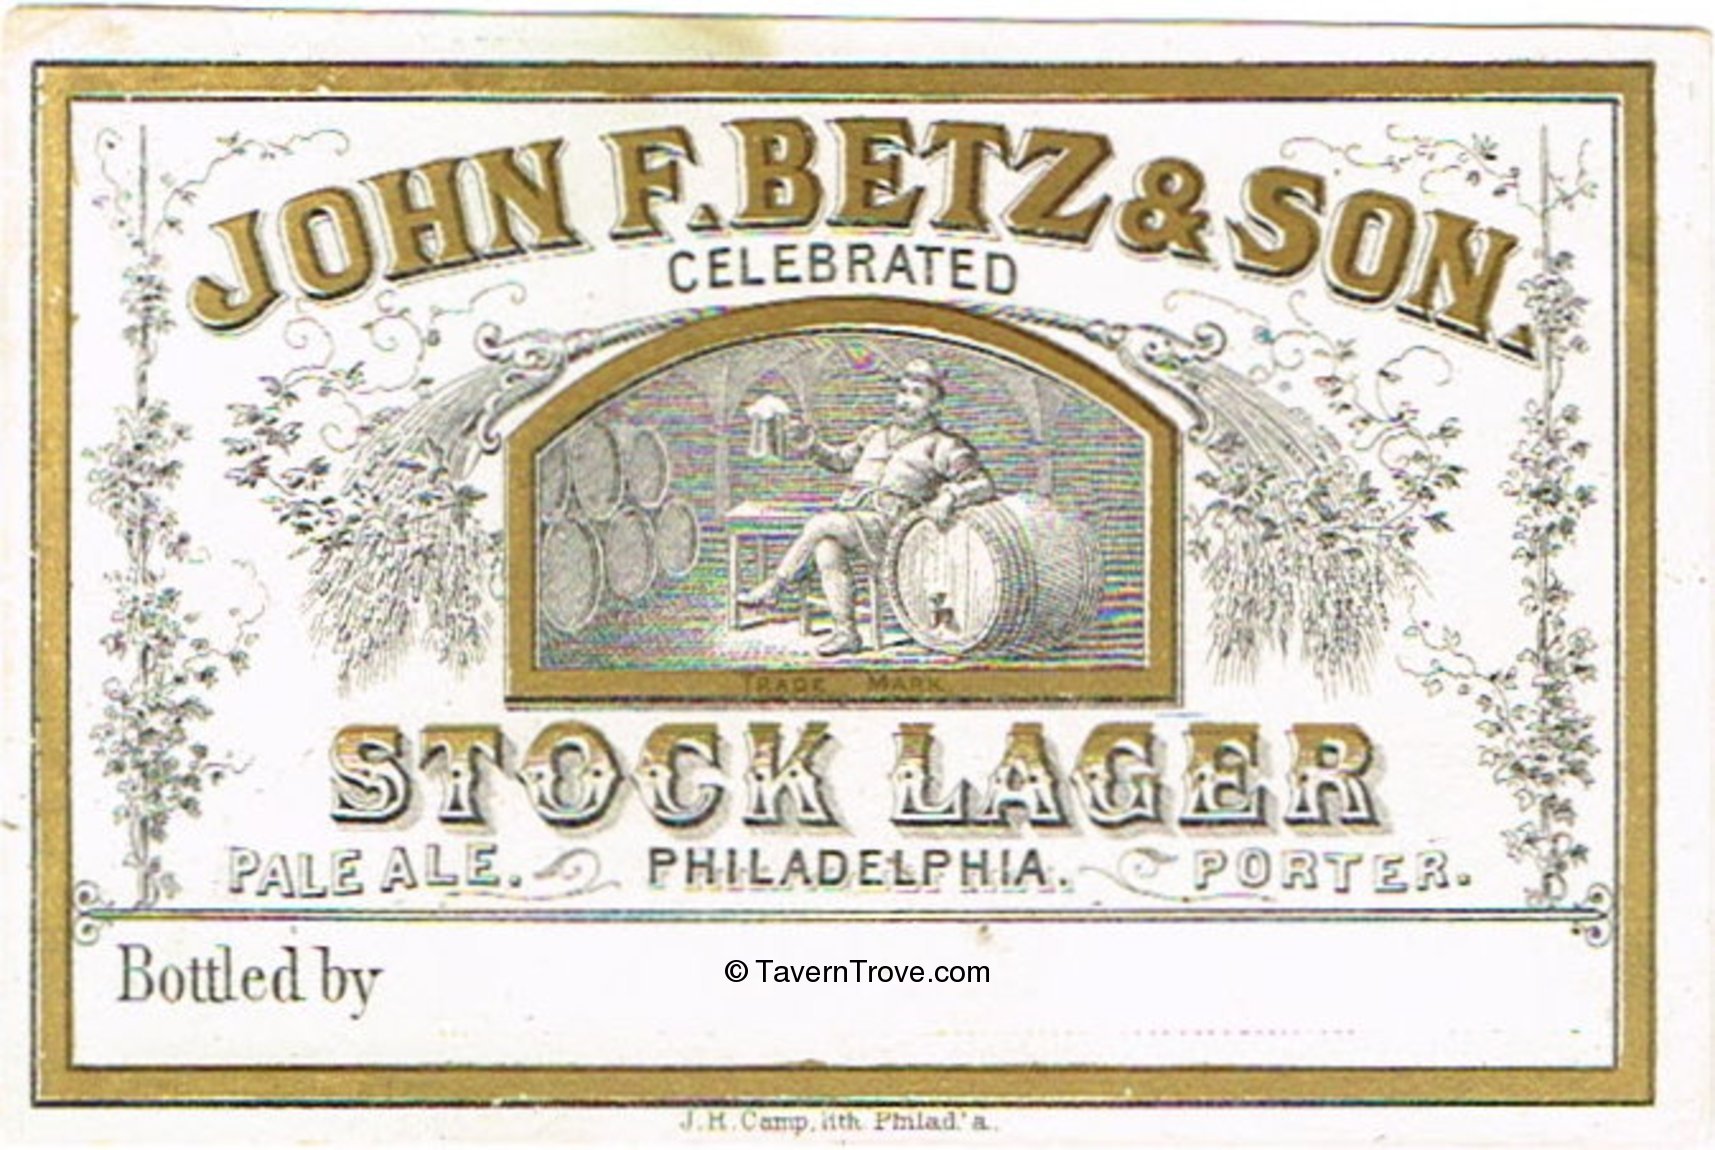 JOHN F. BETZ & SON.
CELEBRATED
TRADE MARK
STOCK LAGER
PALE ALE. PHILADELPHIA. PORTER.
Bottled by
© TavernTrove.com
J. H. Camp, lith. Philad'a.